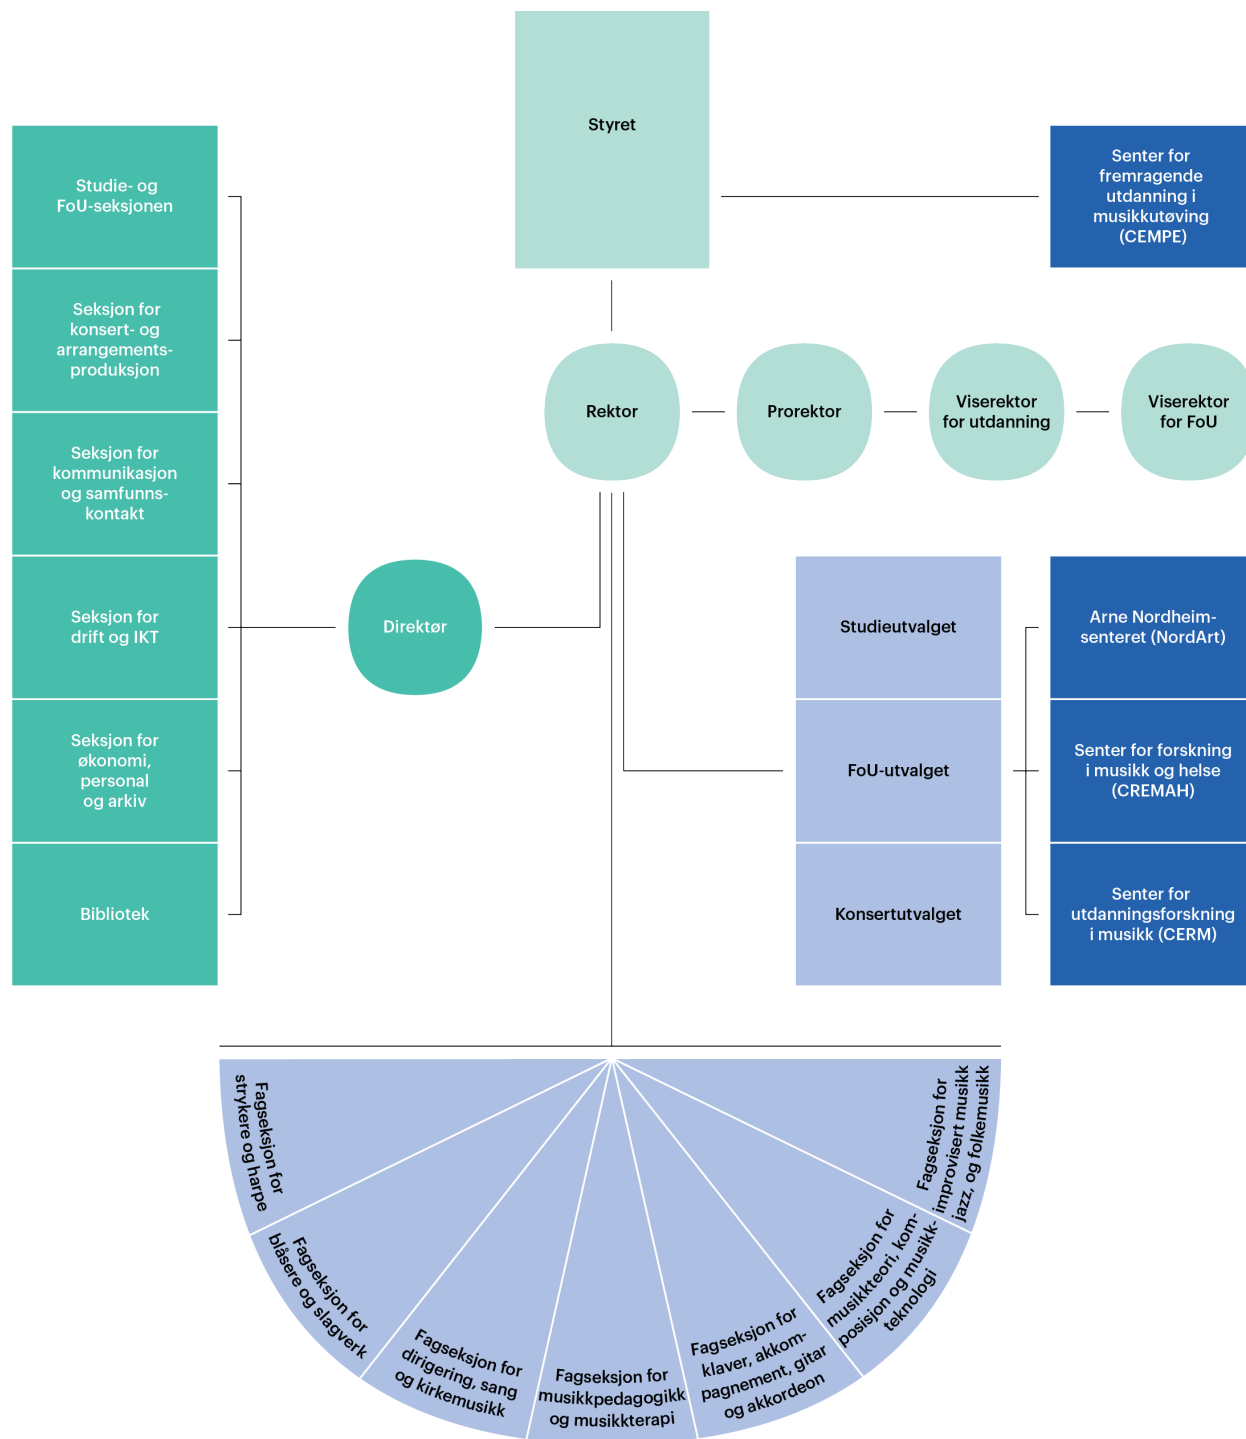 Styret
Senter for
fremragende
utdanning i
musikkutøving
(CEMPE)
Studie- og
FoU-seksjonen
Seksjon for
konsert- og
arrangements-
produksjon
Seksjon for
kommunikasjon
og samfunns-
kontakt
Seksjon for
drift og IKT
Seksjon for
økonomi,
personal
og arkiv
Bibliotek
Rektor
Prorektor
Viserektor
for utdanning
Viserektor
for FoU
Direktør
Studieutvalget
FoU-utvalget
Konsertutvalget
Arne Nordheim-
senteret (NordArt)
Senter for forskning
i musikk og helse
(CREMAH)
Senter for
utdanningsforskning
i musikk (CERM)
Fagseksjon for
strykere og harpe
Fagseksjon for
blåsere og slagverk
Fagseksjon for
dirigering, sang
og kirkemusikk
Fagseksjon for
musikkpedagogikk
og musikkterapi
Fagseksjon for
klaver, akkom-
pagnement, gitar
og akkordeon
Fagseksjon for
musikkteori, kom-
posisjon og musikk-
teknologi
Fagseksjon for
improvisert musikk
jazz, og folkemusikk